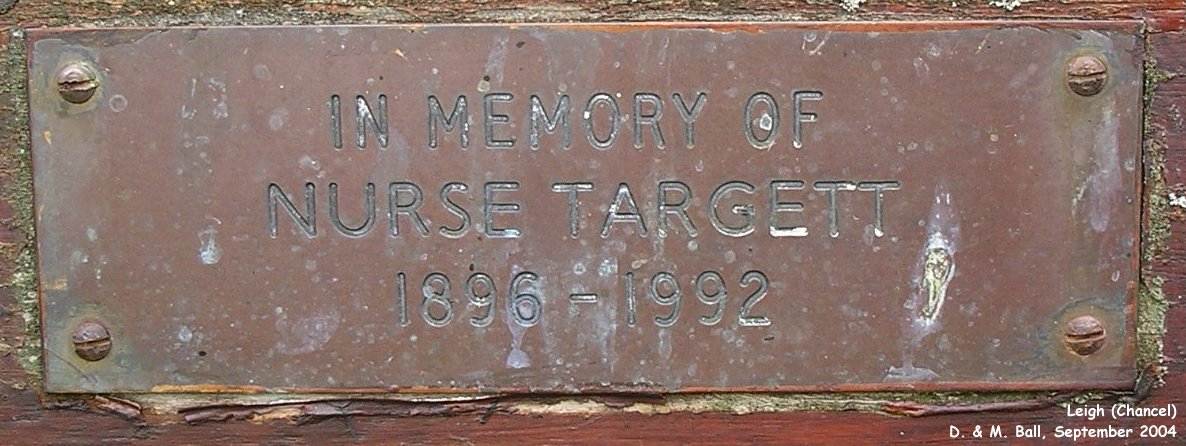 IN MEMORY OF
NURSE TARGETT
1896 - 1992
Leigh (Chancel)
D. & M. Ball, September 2004